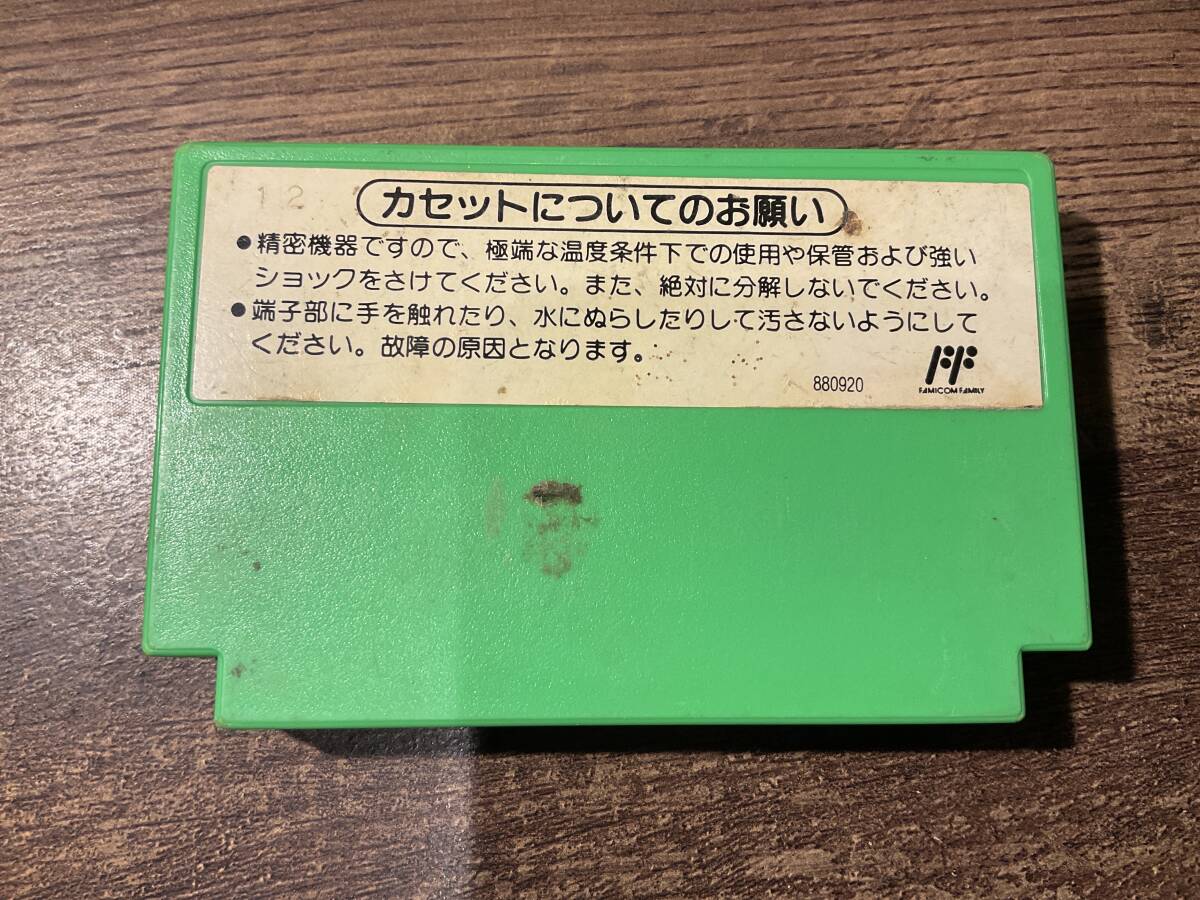 12
カセットについてのお願い
●精密機器ですので、極端な温度条件下での使用や保管および強い
ショックをさけてください。また、絶対に分解しないでください。
●端子部に手を触れたり、水にぬらしたりして汚さないようにして
ください。故障の原因となります。
880920
FAMICOM FAMILY